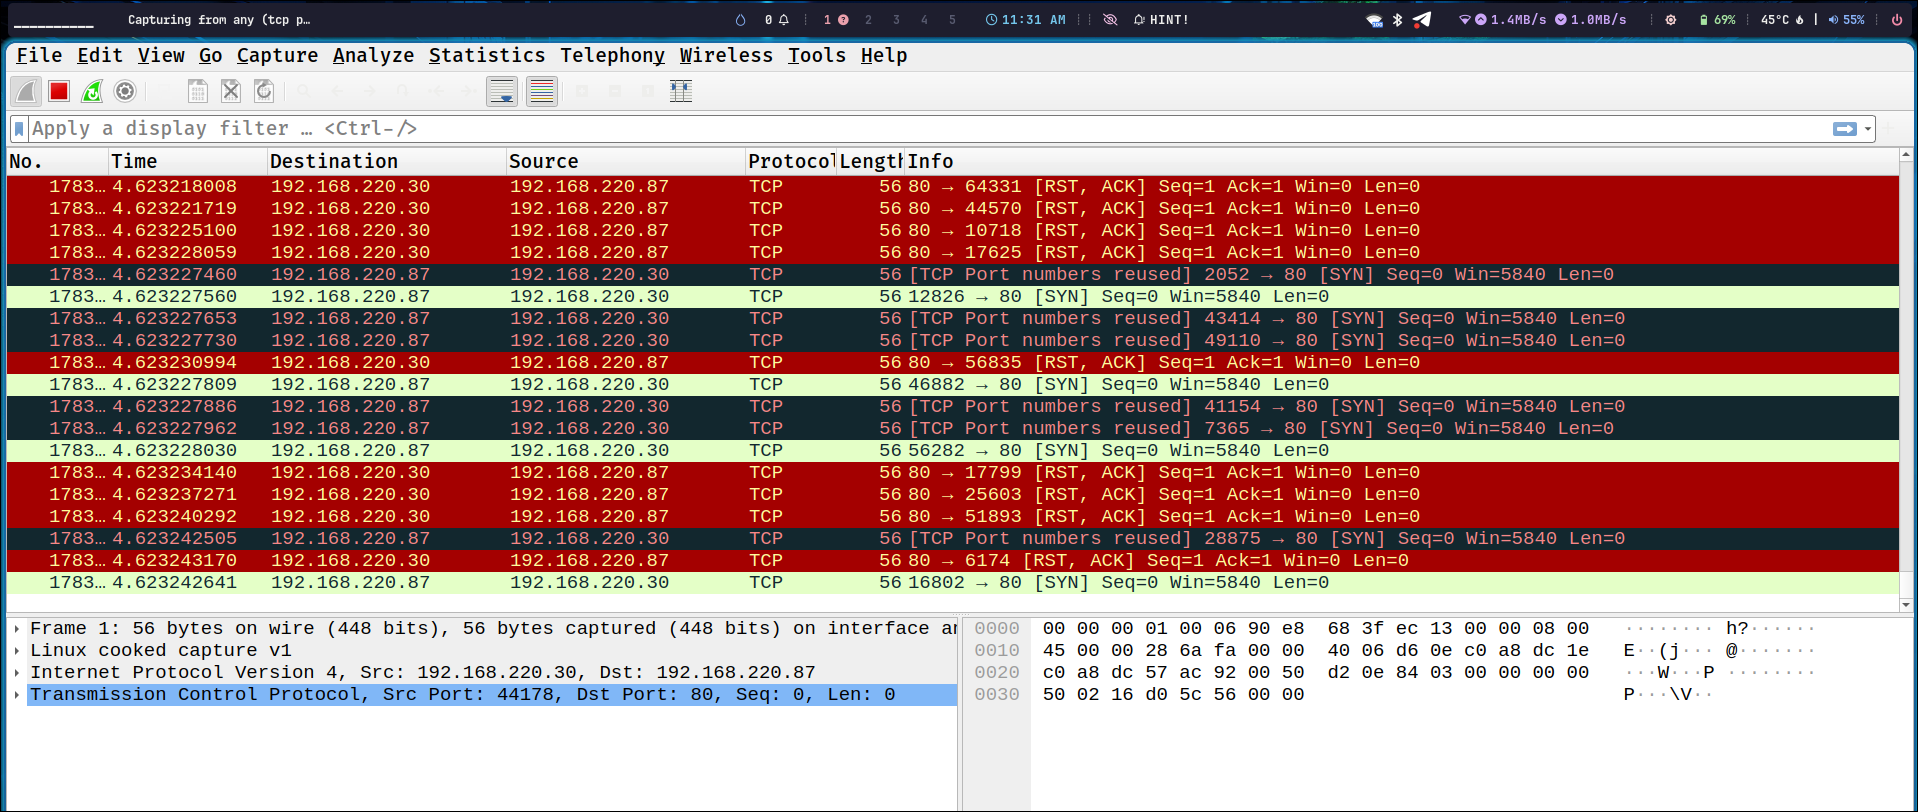 Capturing from any (tcp p… 0 1 ? 2 3 4 5 11:31 AM HINT! 1.4MB/s 1.0MB/s 69% 45°C 55%
File Edit View Go Capture Analyze Statistics Telephony Wireless Tools Help
Apply a display filter … <Ctrl-/>
No. Time Destination Source Protocol Length Info
1783… 4.623218008 192.168.220.30 192.168.220.87 TCP 56 80 → 64331 [RST, ACK] Seq=1 Ack=1 Win=0 Len=0
1783… 4.623221719 192.168.220.30 192.168.220.87 TCP 56 80 → 44570 [RST, ACK] Seq=1 Ack=1 Win=0 Len=0
1783… 4.623225100 192.168.220.30 192.168.220.87 TCP 56 80 → 10718 [RST, ACK] Seq=1 Ack=1 Win=0 Len=0
1783… 4.623228059 192.168.220.30 192.168.220.87 TCP 56 80 → 17625 [RST, ACK] Seq=1 Ack=1 Win=0 Len=0
1783… 4.623227460 192.168.220.87 192.168.220.30 TCP 56 [TCP Port numbers reused] 2052 → 80 [SYN] Seq=0 Win=5840 Len=0
1783… 4.623227560 192.168.220.87 192.168.220.30 TCP 56 12826 → 80 [SYN] Seq=0 Win=5840 Len=0
1783… 4.623227653 192.168.220.87 192.168.220.30 TCP 56 [TCP Port numbers reused] 43414 → 80 [SYN] Seq=0 Win=5840 Len=0
1783… 4.623227730 192.168.220.87 192.168.220.30 TCP 56 [TCP Port numbers reused] 49110 → 80 [SYN] Seq=0 Win=5840 Len=0
1783… 4.623230994 192.168.220.30 192.168.220.87 TCP 56 80 → 56835 [RST, ACK] Seq=1 Ack=1 Win=0 Len=0
1783… 4.623227809 192.168.220.87 192.168.220.30 TCP 56 46882 → 80 [SYN] Seq=0 Win=5840 Len=0
1783… 4.623227886 192.168.220.87 192.168.220.30 TCP 56 [TCP Port numbers reused] 41154 → 80 [SYN] Seq=0 Win=5840 Len=0
1783… 4.623227962 192.168.220.87 192.168.220.30 TCP 56 [TCP Port numbers reused] 7365 → 80 [SYN] Seq=0 Win=5840 Len=0
1783… 4.623228030 192.168.220.87 192.168.220.30 TCP 56 56282 → 80 [SYN] Seq=0 Win=5840 Len=0
1783… 4.623234140 192.168.220.30 192.168.220.87 TCP 56 80 → 17799 [RST, ACK] Seq=1 Ack=1 Win=0 Len=0
1783… 4.623237271 192.168.220.30 192.168.220.87 TCP 56 80 → 25603 [RST, ACK] Seq=1 Ack=1 Win=0 Len=0
1783… 4.623240292 192.168.220.30 192.168.220.87 TCP 56 80 → 51893 [RST, ACK] Seq=1 Ack=1 Win=0 Len=0
1783… 4.623242505 192.168.220.87 192.168.220.30 TCP 56 [TCP Port numbers reused] 28875 → 80 [SYN] Seq=0 Win=5840 Len=0
1783… 4.623243170 192.168.220.30 192.168.220.87 TCP 56 80 → 6174 [RST, ACK] Seq=1 Ack=1 Win=0 Len=0
1783… 4.623242641 192.168.220.87 192.168.220.30 TCP 56 16802 → 80 [SYN] Seq=0 Win=5840 Len=0
Frame 1: 56 bytes on wire (448 bits), 56 bytes captured (448 bits) on interface an
Linux cooked capture v1
Internet Protocol Version 4, Src: 192.168.220.30, Dst: 192.168.220.87
Transmission Control Protocol, Src Port: 44178, Dst Port: 80, Seq: 0, Len: 0
0000 00 00 00 01 00 06 90 e8 68 3f ec 13 00 00 08 00 ········ h?······
0010 45 00 00 28 6a fa 00 00 40 06 d6 0e c0 a8 dc 1e E··(j··· @·······
0020 c0 a8 dc 57 ac 92 00 50 d2 0e 84 03 00 00 00 00 ···W···P ········
0030 50 02 16 d0 5c 56 00 00 P···\V··